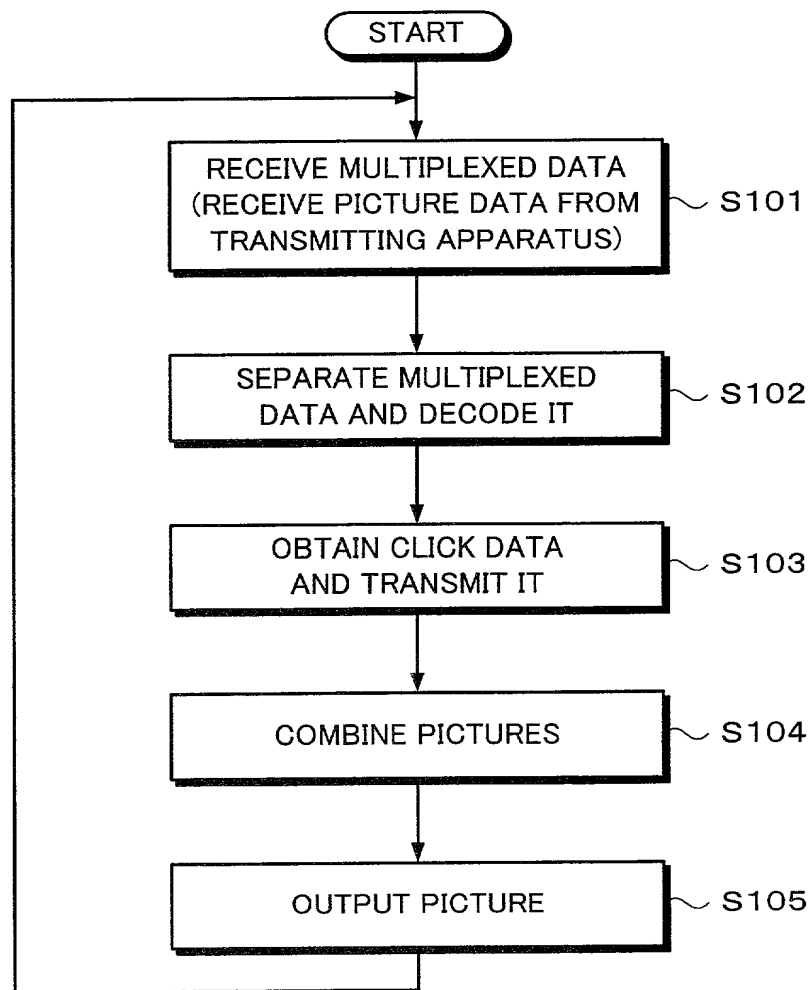 START
RECEIVE MULTIPLEXED DATA
(RECEIVE PICTURE DATA FROM
TRANSMITTING APPARATUS)
S101
SEPARATE MULTIPLEXED
DATA AND DECODE IT
S102
OBTAIN CLICK DATA
AND TRANSMIT IT
S103
COMBINE PICTURES
S104
OUTPUT PICTURE
S105